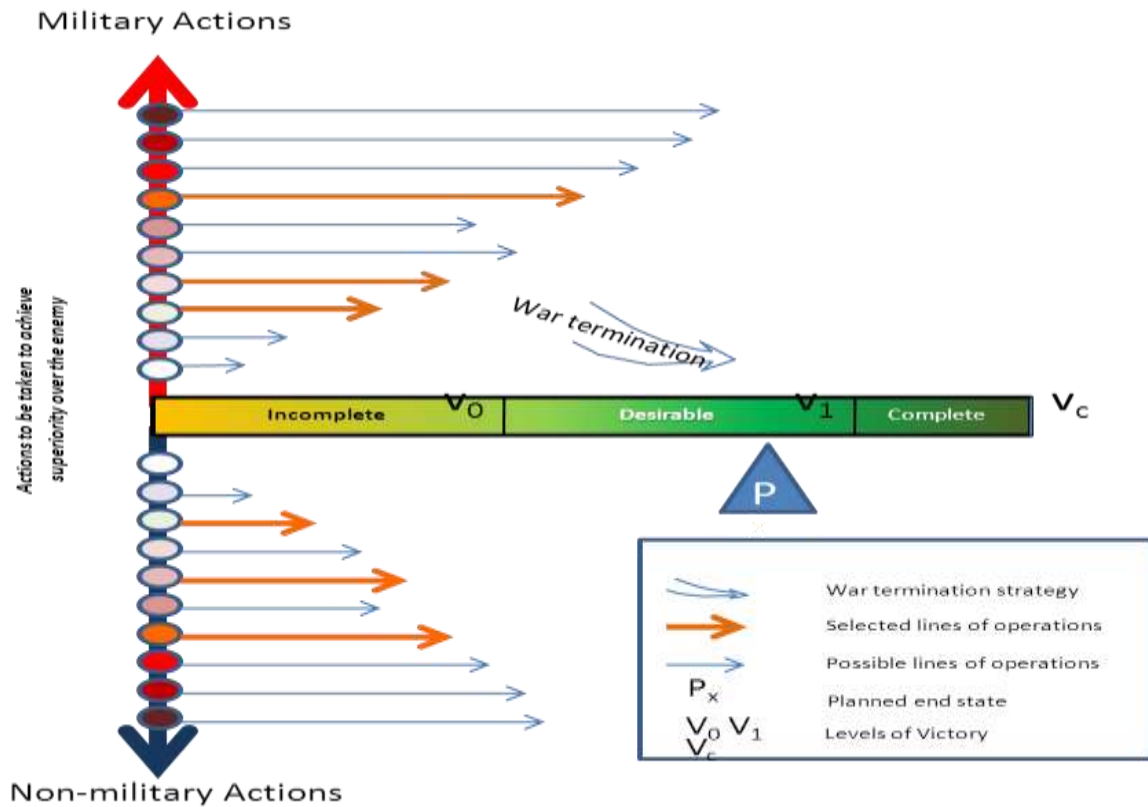 Military Actions
Actions to be taken to achieve
superiority over the enemy
War termination
Incomplete V₀ Desirable V₁ Complete V_c
P
War termination strategy
Selected lines of operations
Possible lines of operations
Pₓ Planned end state
V₀ V₁ Levels of Victory
V_c
Non-military Actions